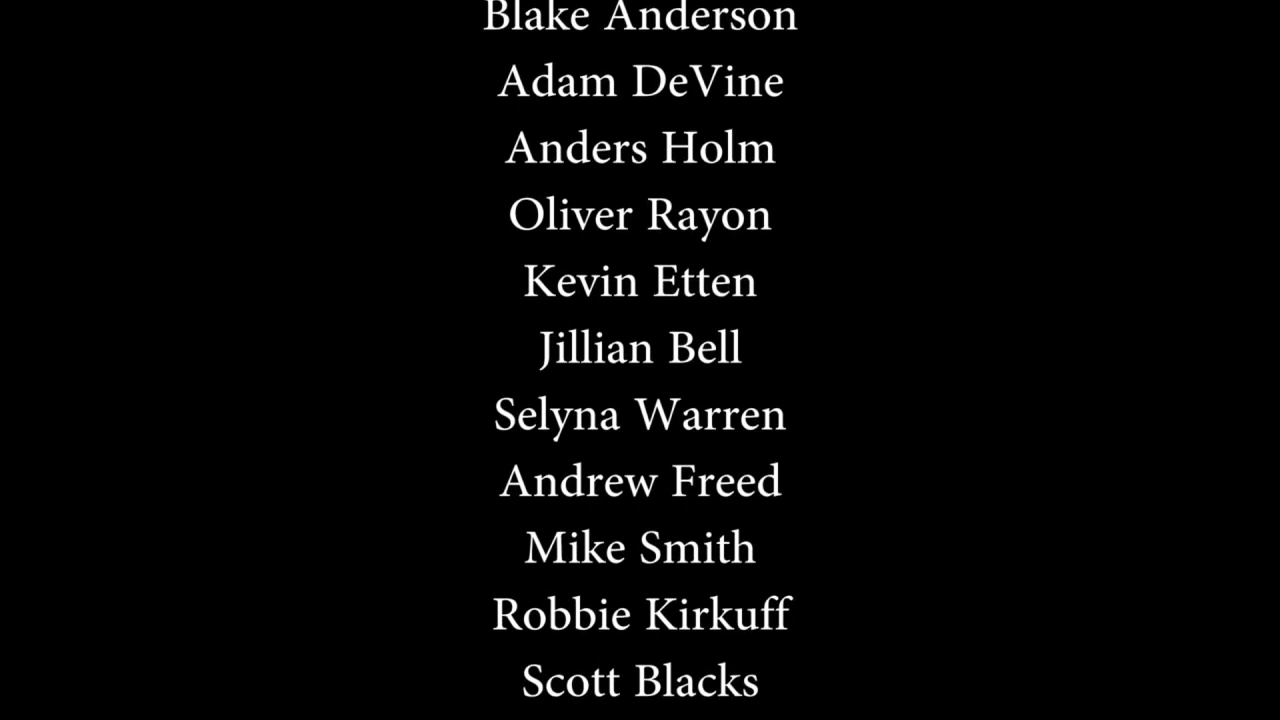 Blake Anderson
Adam DeVine
Anders Holm
Oliver Rayon
Kevin Etten
Jillian Bell
Selyna Warren
Andrew Freed
Mike Smith
Robbie Kirkuff
Scott Blacks